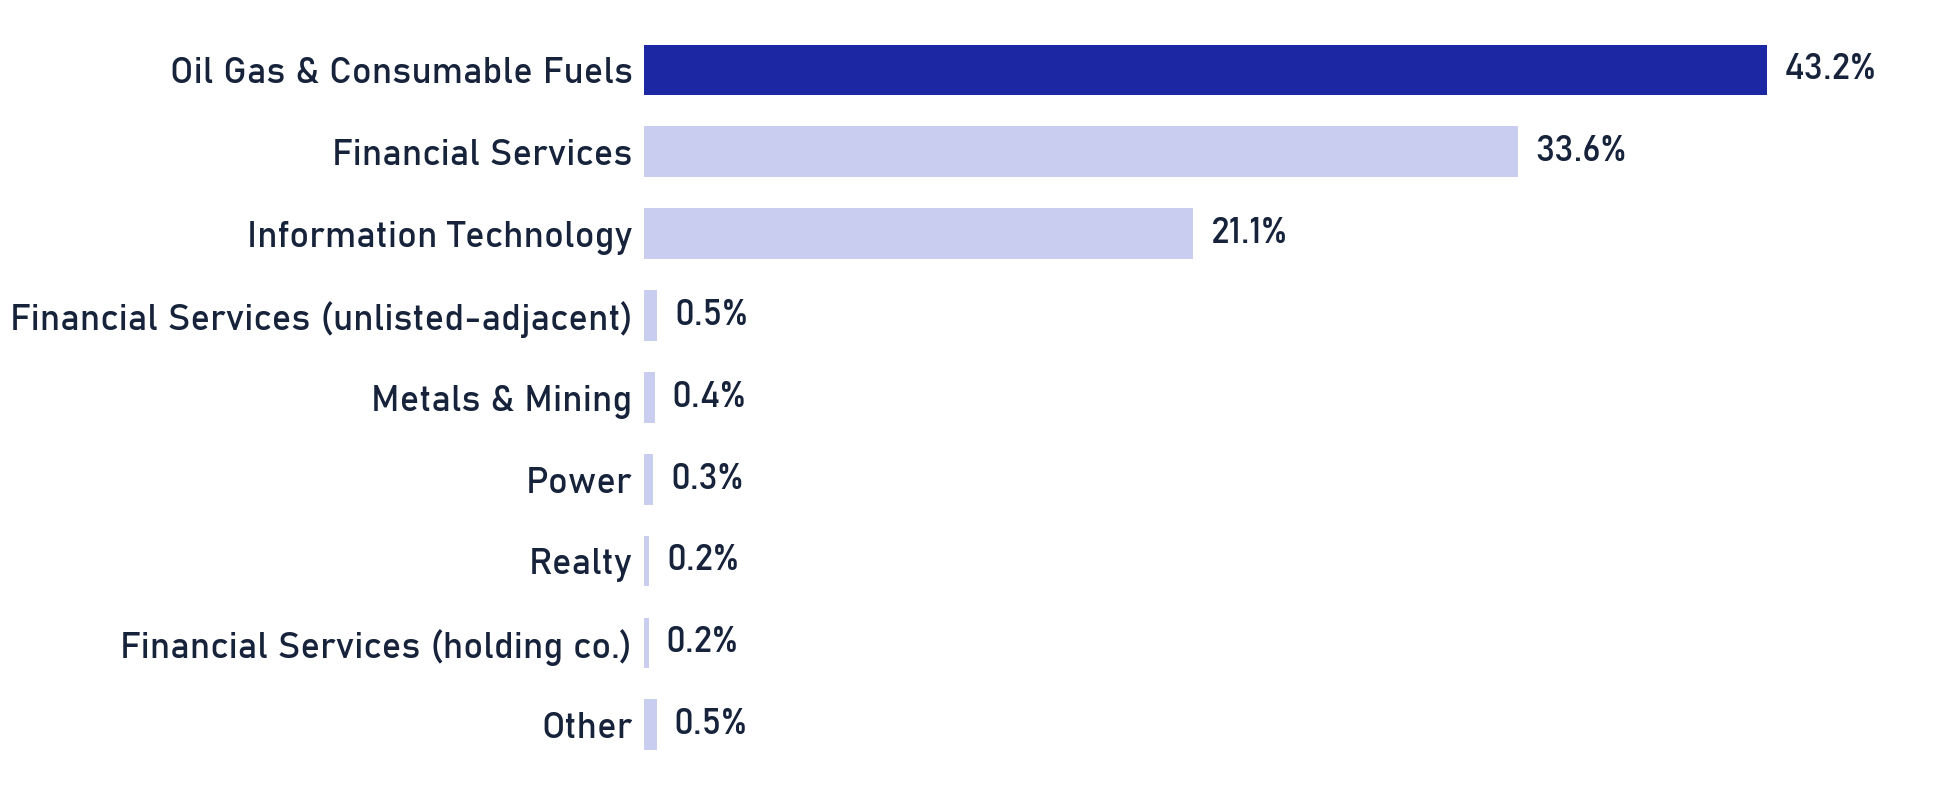 Oil Gas & Consumable Fuels 43.2%
Financial Services 33.6%
Information Technology 21.1%
Financial Services (unlisted-adjacent) 0.5%
Metals & Mining 0.4%
Power 0.3%
Realty 0.2%
Financial Services (holding co.) 0.2%
Other 0.5%